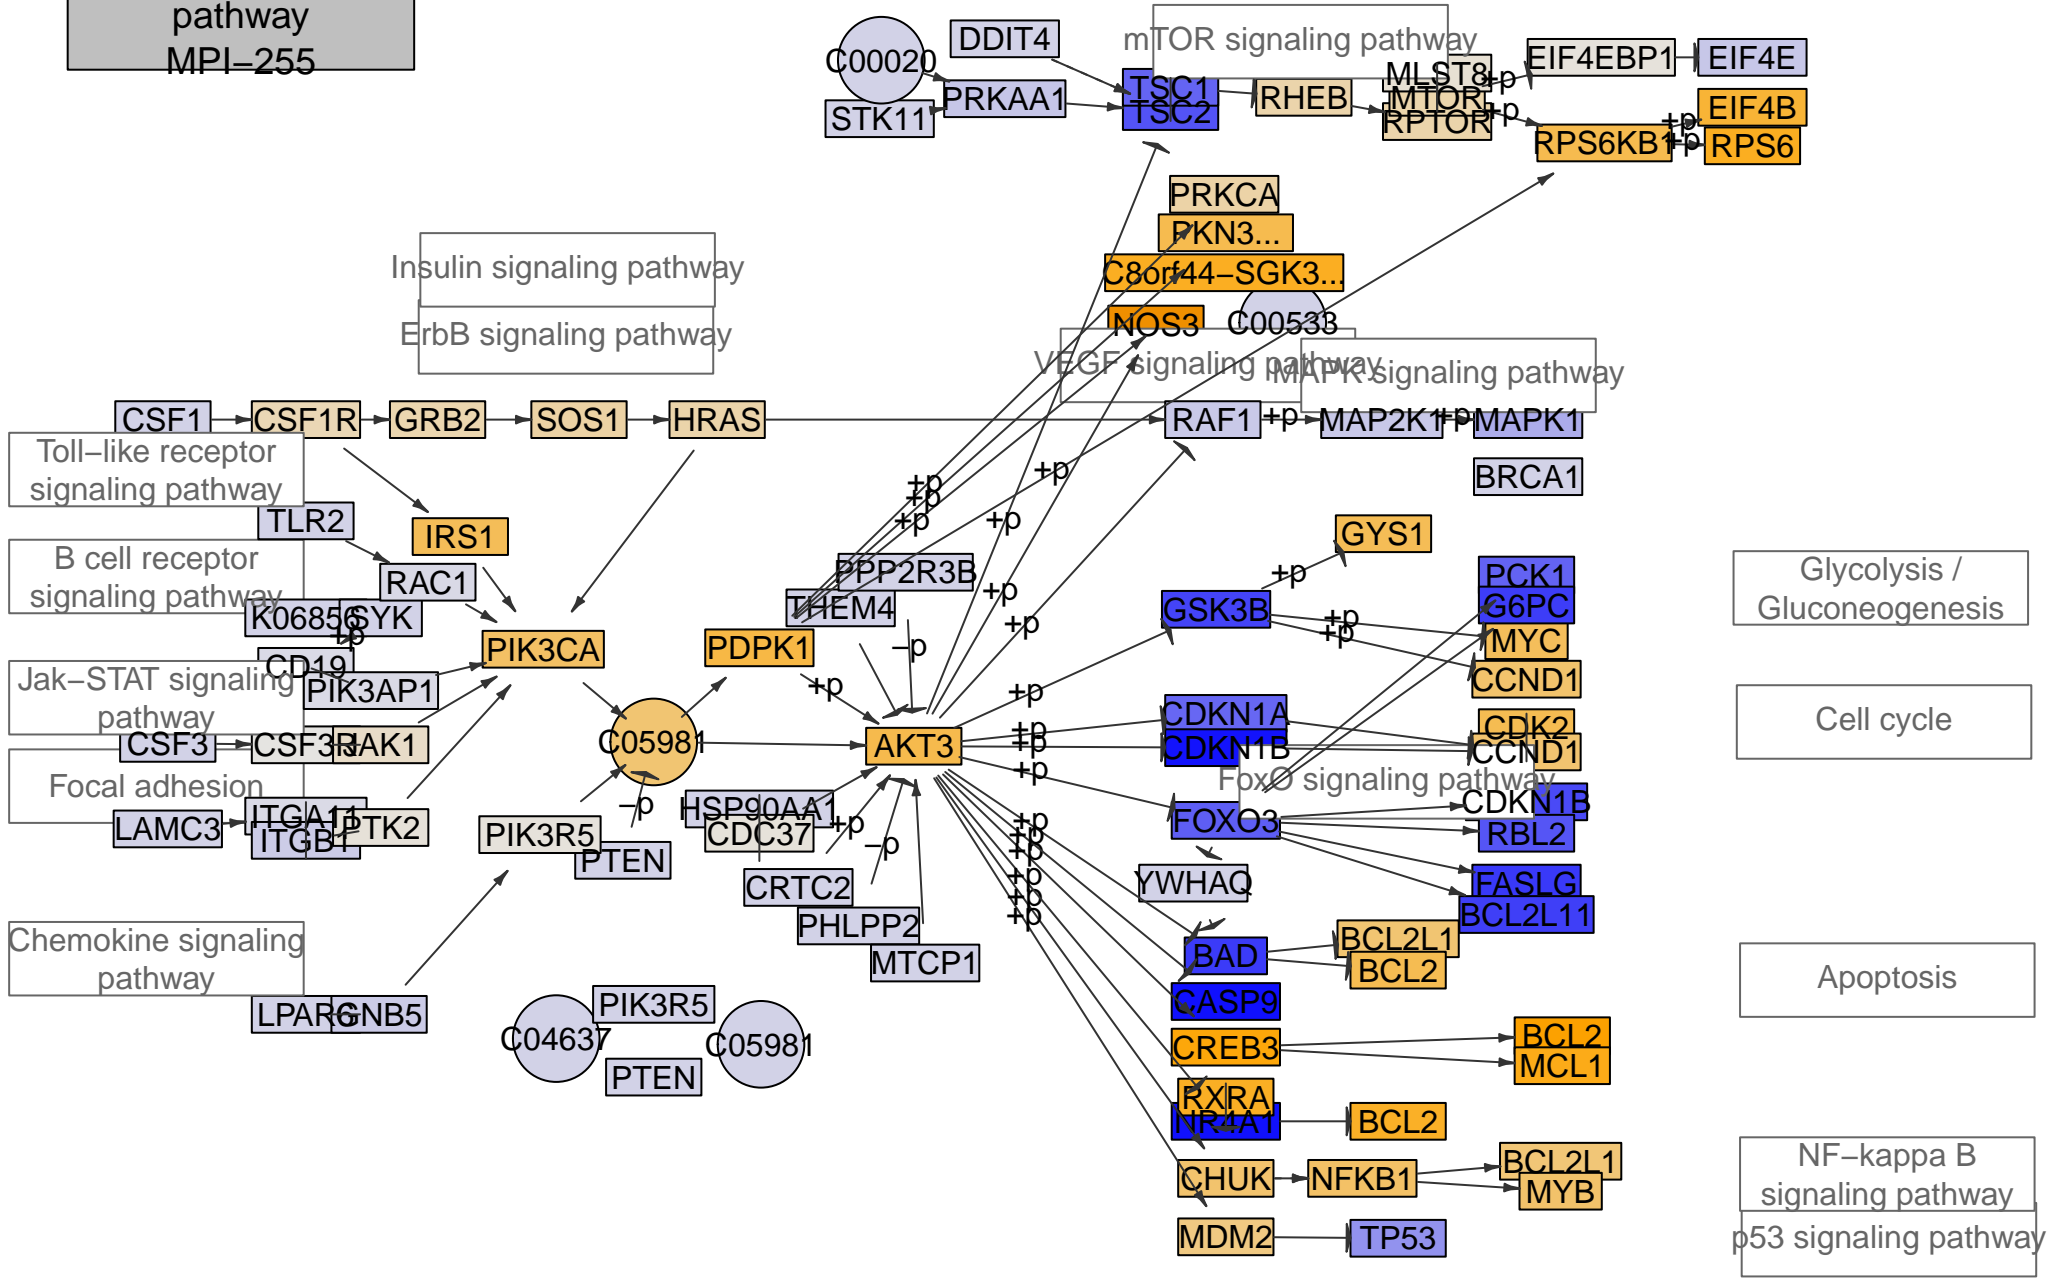 pathway
MPI−255
C00020
DDIT4
STK11
PRKAA1
TSC1
TSC2
mTOR signaling pathway
RHEB
MLST8
MTOR
RPTOR
+p
+p
EIF4EBP1
EIF4E
RPS6KB1
+p
+p
EIF4B
RPS6
PRKCA
PKN3...
C8orf44−SGK3...
NOS3
C00533
Insulin signaling pathway
ErbB signaling pathway
VEGF signaling pathway
MAPK signaling pathway
CSF1
CSF1R
GRB2
SOS1
HRAS
RAF1
+p
MAP2K1
+p
MAPK1
BRCA1
Toll−like receptor
signaling pathway
TLR2
IRS1
B cell receptor
signaling pathway
RAC1
K06856
SYK
+p
CD19
PIK3AP1
PIK3CA
PDPK1
THEM4
PPP2R3B
+p
+p
+p
+p
+p
+p
+p
−p
+p
GYS1
+p
GSK3B
+p
+p
PCK1
G6PC
MYC
CCND1
Glycolysis /
Gluconeogenesis
Jak−STAT signaling
pathway
CSF3
CSF3R
JAK1
C05981
AKT3
+p
+p
+p
+p
CDKN1A
CDKN1B
CDK2
CCND1
Cell cycle
FoxO signaling pathway
Focal adhesion
LAMC3
ITGA11
ITGB1
PTK2
PIK3R5
−p
PTEN
HSP90AA1
CDC37
+p
−p
CRTC2
PHLPP2
MTCP1
FOXO3
CDKN1B
RBL2
YWHAQ
FASLG
BCL2L11
+p
+p
+p
+p
+p
+p
Chemokine signaling
pathway
LPAR6
GNB5
C04637
PIK3R5
PTEN
C05981
BAD
BCL2L1
BCL2
Apoptosis
CASP9
CREB3
BCL2
MCL1
RXRA
NR4A1
BCL2
CHUK
NFKB1
BCL2L1
MYB
NF−kappa B
signaling pathway
MDM2
TP53
p53 signaling pathway